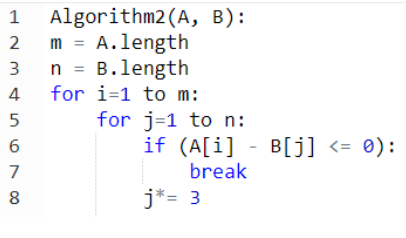 1 Algorithm2(A, B):
2 m = A.length
3 n = B.length
4 for i=1 to m:
5     for j=1 to n:
6         if (A[i] - B[j] <= 0):
7             break
8         j*= 3